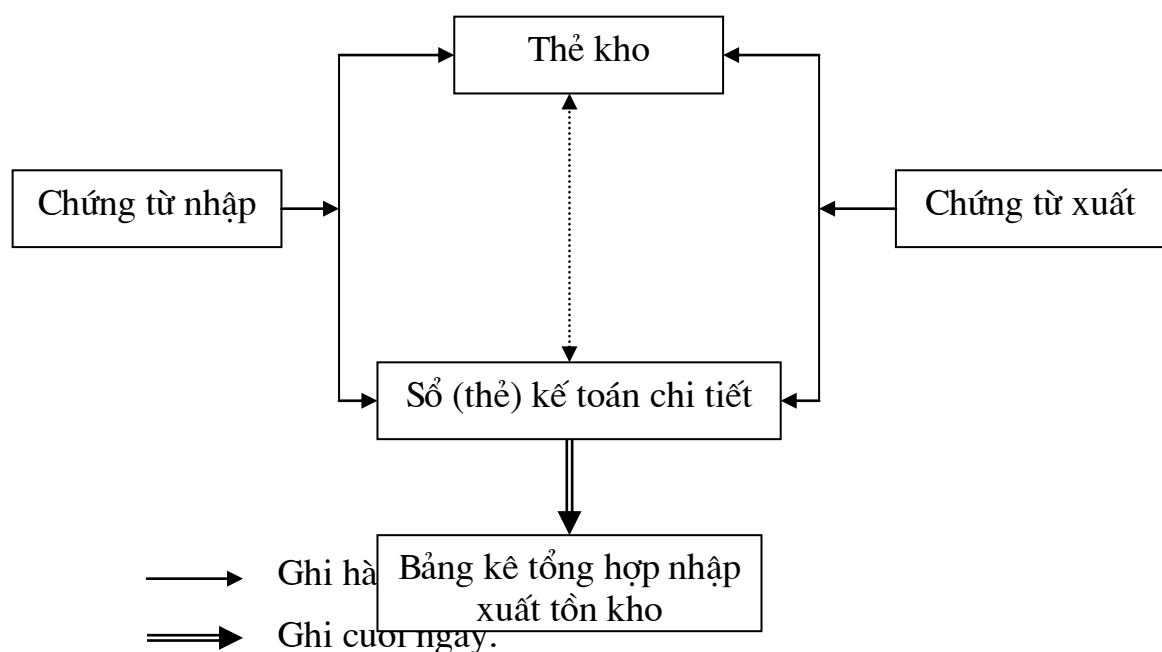 Thẻ kho
Chứng từ nhập
Chứng từ xuất
Sổ (thẻ) kế toán chi tiết
Bảng kê tổng hợp nhập
xuất tồn kho
Ghi
Ghi cuối ngày.